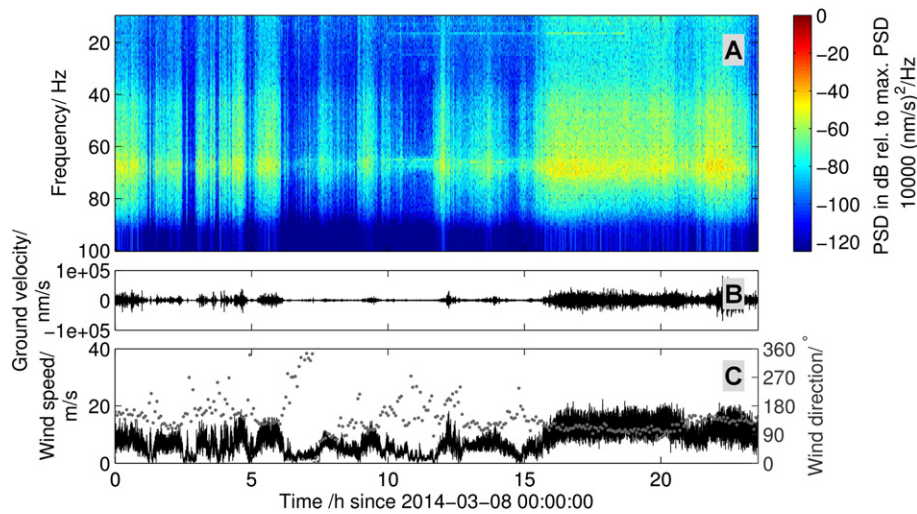 A
Frequency/ Hz
20
40
60
80
100
0
−20
−40
−60
−80
−100
−120
PSD in dB rel. to max. PSD
10000 (nm/s)²/Hz
B
Ground velocity/
nm/s
1e+05
0
−1e+05
C
Wind speed/
m/s
40
20
0
360
270
180
90
0
Wind direction/ °
0
5
10
15
20
Time /h since 2014−03−08 00:00:00